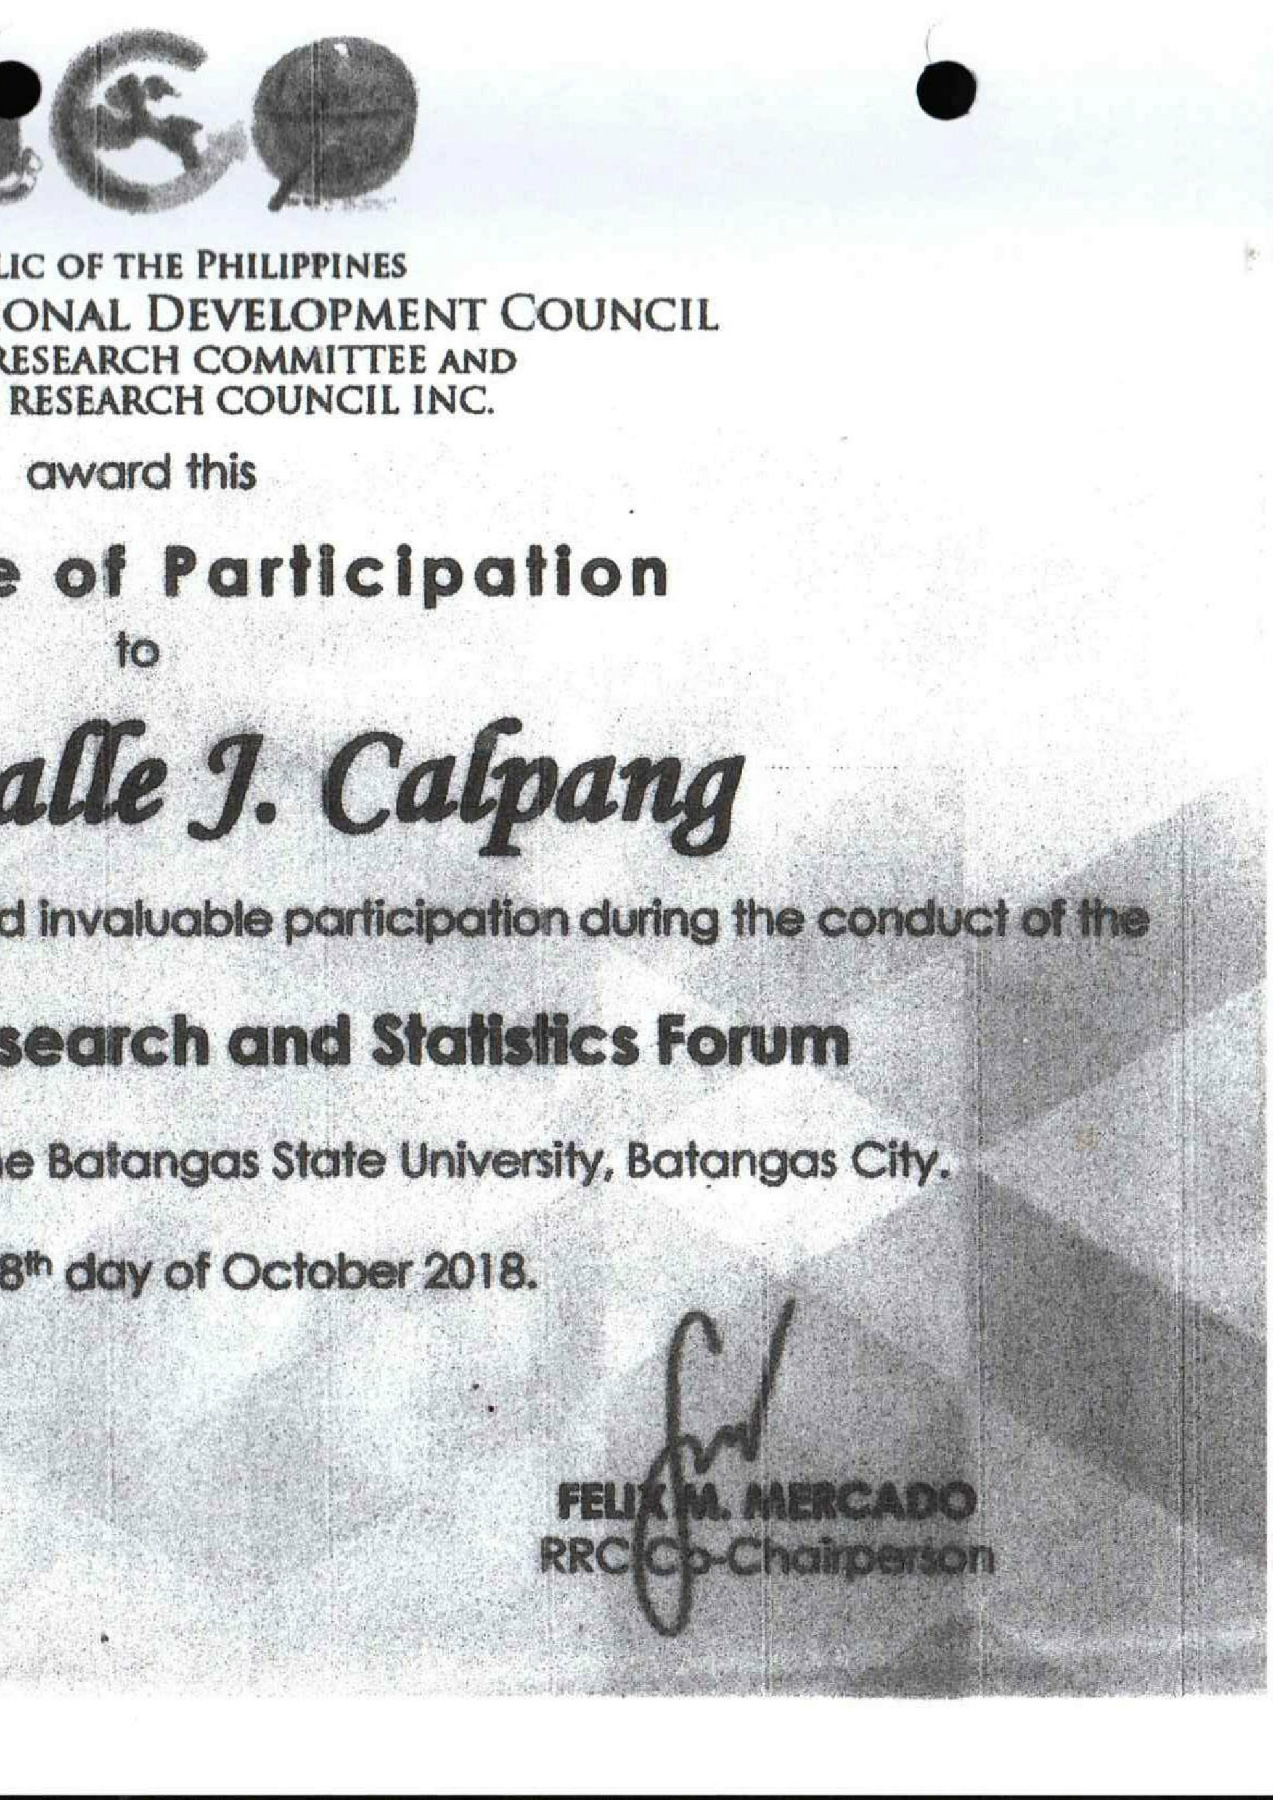 LIC OF THE PHILIPPINES
ONAL DEVELOPMENT COUNCIL
RESEARCH COMMITTEE AND
RESEARCH COUNCIL INC.
award this
e of Participation
to
alle J. Calpang
d invaluable participation during the conduct of the
search and Statistics Forum
e Batangas State University, Batangas City.
8th day of October 2018.
FELIX M. MERCADO
RRC Co-Chairperson